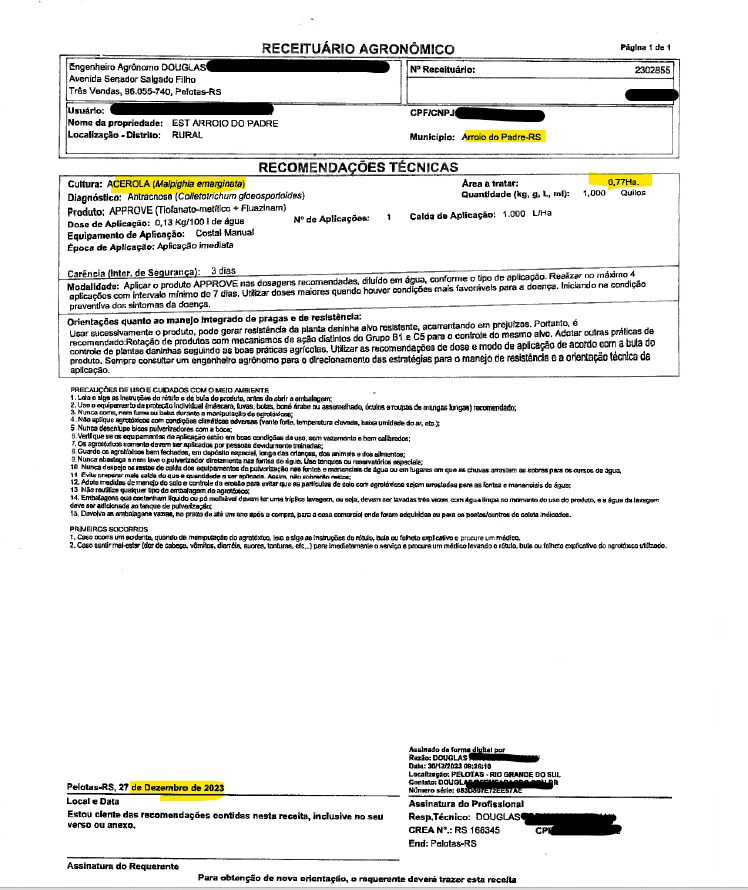 RECEITUÁRIO AGRONÔMICO
Página 1 de 1
Engenheiro Agrônomo DOUGLAS
Avenida Senador Salgado Filho
Três Vendas, 96.055-740, Pelotas-RS
Nº Receituário: 2302855
Usuário:
Nome da propriedade: EST ARROIO DO PADRE
Localização - Distrito: RURAL
CPF/CNPJ
Município: Arroio do Padre-RS
RECOMENDAÇÕES TÉCNICAS
Cultura: ACEROLA (Malpighia emarginata)
Área a tratar: 0,77Ha.
Diagnóstico: Antracnose (Colletotrichum gloeosporioides)
Quantidade (kg, g, L, ml): 1,000 Quilos
Produto: APPROVE (Tiofanato-metílico + Fluazinam)
Dose de Aplicação: 0,13 Kg/100 l de água
Nº de Aplicações: 1
Calda de Aplicação: 1.000 L/Ha
Equipamento de Aplicação: Costal Manual
Época de Aplicação: Aplicação imediata
Carência (Inter. de Segurança): 3 dias
Modalidade: Aplicar o produto APPROVE nas dosagens recomendadas, diluído em água, conforme o tipo de aplicação. Realizar no máximo 4
aplicações com intervalo mínimo de 7 dias. Utilizar doses maiores quando houver condições mais favoráveis para a doença. Iniciando na condição
preventiva dos sintomas da doença.
Orientações quanto ao manejo integrado de pragas e de resistência:
Usar sucessivamente o produto, pode gerar resistência da planta daninha alvo resistente, acarrentando em prejuízos. Portanto, é
recomendado:Rotação de produtos com mecanismos de ação distintos do Grupo B1 e C5 para o controle do mesmo alvo. Adotar outras práticas de
controle de plantas daninhas seguindo as boas práticas agrícolas. Utilizar as recomendações de dose e modo de aplicação de acordo com a bula do
produto. Sempre consultar um engenheiro agrônomo para o direcionamento das estratégias para o manejo de resistência e a orientação técnica da
aplicação.
PRECAUÇÕES DE USO E CUIDADOS COM O MEIO AMBIENTE
1. Leia e siga as instruções do rótulo e de bula do produto, antes de abrir a embalagem;
2. Use o equipamento de proteção individual (máscara, luvas, botas, boné árabe ou assemelhado, óculos e roupas de mangas longas) recomendado;
3. Nunca coma, nem fume ou beba durante a manipulação de agrotóxicos;
4. Não aplique agrotóxicos com condições climáticas adversas (vento forte, temperatura elevada, baixa umidade do ar, etc.);
5. Nunca desentupe bicos pulverizadores com a boca;
6. Verifique se os equipamentos de aplicação estão em boas condições de uso, sem vazamento e bem calibrados;
7. Os agrotóxicos somente devem ser aplicados por pessoas devidamente treinadas;
8. Guarde os agrotóxicos bem fechados, em depósito especial, longe das crianças, dos animais e dos alimentos;
9. Nunca abasteça e nem lave o pulverizador diretamente nas fontes de água. Use tanques ou reservatórios especiais;
10. Nunca despeje os restos de calda dos equipamentos de pulverização nas fontes e mananciais de água ou em lugares em que as chuvas arrastem as sobras para os cursos de água,
11. Evite preparar mais calda do que a quantidade a ser aplicada. Assim, não sobrarão restos;
12. Adote medidas de manejo do solo e controle da erosão para evitar que as partículas de solo com agrotóxicos sejam arrastadas para as fontes e mananciais de água;
13. Não reutilize qualquer tipo de embalagem do agrotóxico;
14. Embalagens que contenham líquido ou pó molhável devem ter uma tríplice lavagem, ou seja, devem ser lavadas três vezes com água limpa no momento do uso do produto, e a água da lavagem
deve ser adicionada ao tanque de pulverização;
15. Devolva as embalagens vazias, no prazo de até um ano após a compra, para a casa comercial onde foram adquiridas ou para os postos/centros de coleta indicados.
PRIMEIROS SOCORROS
1. Caso ocorra um acidente, quando da manipulação do agrotóxico, leia e siga as instruções do rótulo, bula ou folheto explicativo e procure um médico.
2. Caso sentir mal-estar (dor de cabeça, vômitos, diarréia, suores, tonturas, etc...) pare imediatamente o serviço e procure um médico levando o rótulo, bula ou folheto explicativo do agrotóxico utilizado.
Assinado de forma digital por
Razão: DOUGLAS
Data: 30/12/2023
Localização: PELOTAS - RIO GRANDE DO SUL
Contato: DOUGL
Número série:
Pelotas-RS, 27 de Dezembro de 2023
Local e Data
Estou ciente das recomendações contidas nesta receita, inclusive no seu
verso ou anexo.
Assinatura do Profissional
Resp.Técnico: DOUGLAS
CREA Nº.: RS 168345
End: Pelotas-RS
Assinatura do Requerente
Para obtenção de nova orientação, o requerente deverá trazer esta receita